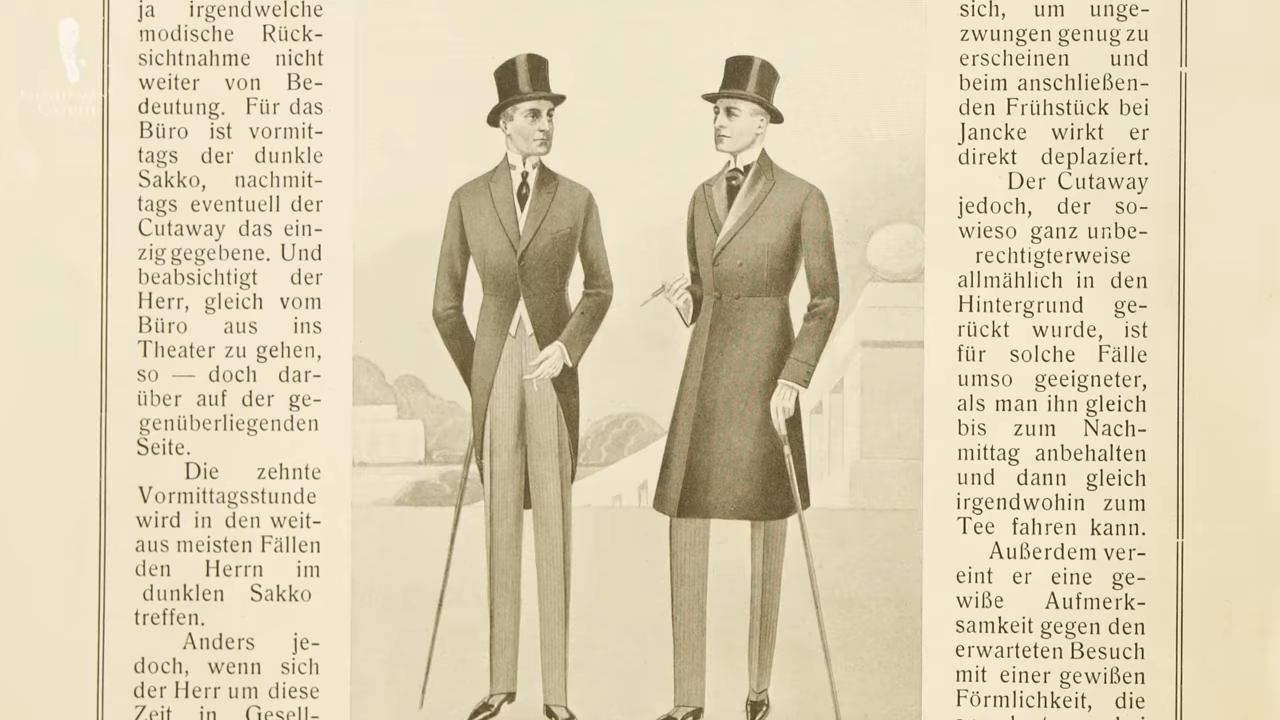 ja irgendwelche
modische Rück-
sichtnahme nicht
weiter von Be-
deutung. Für das
Büro ist vormit-
tags der dunkle
Sakko, nachmit-
tags eventuell der
Cutaway das ein-
zig gegebene. Und
beabsichtigt der
Herr, gleich vom
Büro aus ins
Theater zu gehen,
so — doch dar-
über auf der ge-
genüberliegenden
Seite.
Die zehnte
Vormittagsstunde
wird in den weit-
aus meisten Fällen
den Herrn im
dunklen Sakko
treffen.
Anders je-
doch, wenn sich
der Herr um diese
Zeit in Gesell-
sich, um unge-
zwungen genug zu
erscheinen und
beim anschließen-
den Frühstück bei
Jancke wirkt er
direkt deplaziert.
Der Cutaway
jedoch, der so-
wieso ganz unbe-
rechtigterweise
allmählich in den
Hintergrund ge-
rückt wurde, ist
für solche Fälle
umso geeigneter,
als man ihn gleich
bis zum Nach-
mittag anbehalten
und dann gleich
irgendwohin zum
Tee fahren kann.
Außerdem ver-
eint er eine ge-
wiße Aufmerk-
samkeit gegen den
erwarteten Besuch
mit einer gewißen
Förmlichkeit, die